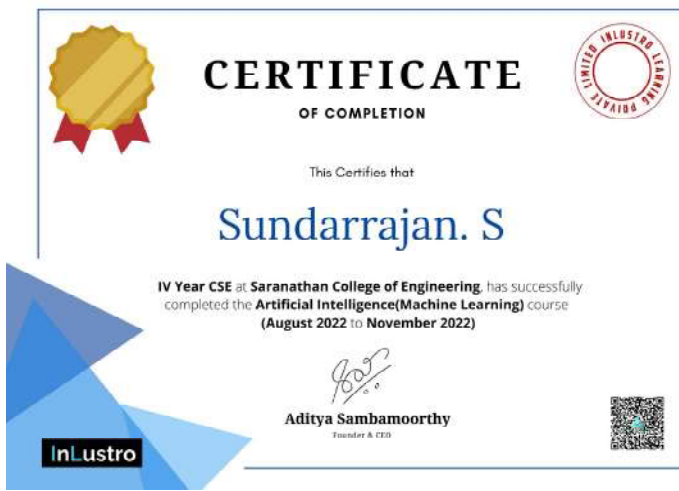 CERTIFICATE
OF COMPLETION
INLUSTRO LEARNING PRIVATE LIMITED
This Certifies that
Sundarrajan. S
IV Year CSE at Saranathan College of Engineering, has successfully
completed the Artificial Intelligence(Machine Learning) course
(August 2022 to November 2022)
Aditya Sambamoorthy
Founder & CEO
InLustro